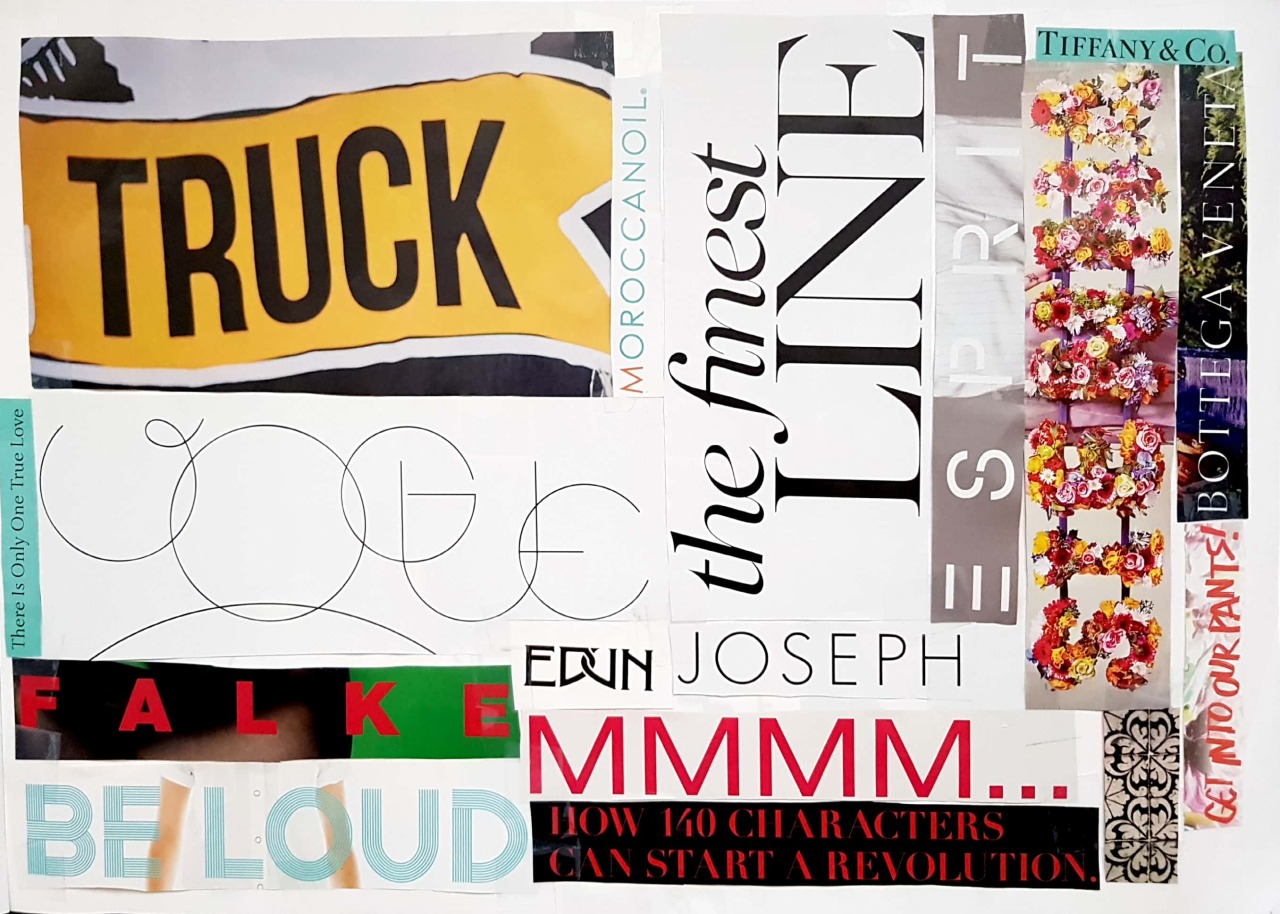 TRUCK
MOROCCANOIL®
the finest
LINE
ESPRIT
TIFFANY & CO.
BOTTEGA VENETA
There Is Only One True Love
VOGUE
GET INTO OUR PANTS!
EDUN
JOSEPH
FALKE
MMMM...
BE LOUD
HOW 140 CHARACTERS
CAN START A REVOLUTION.